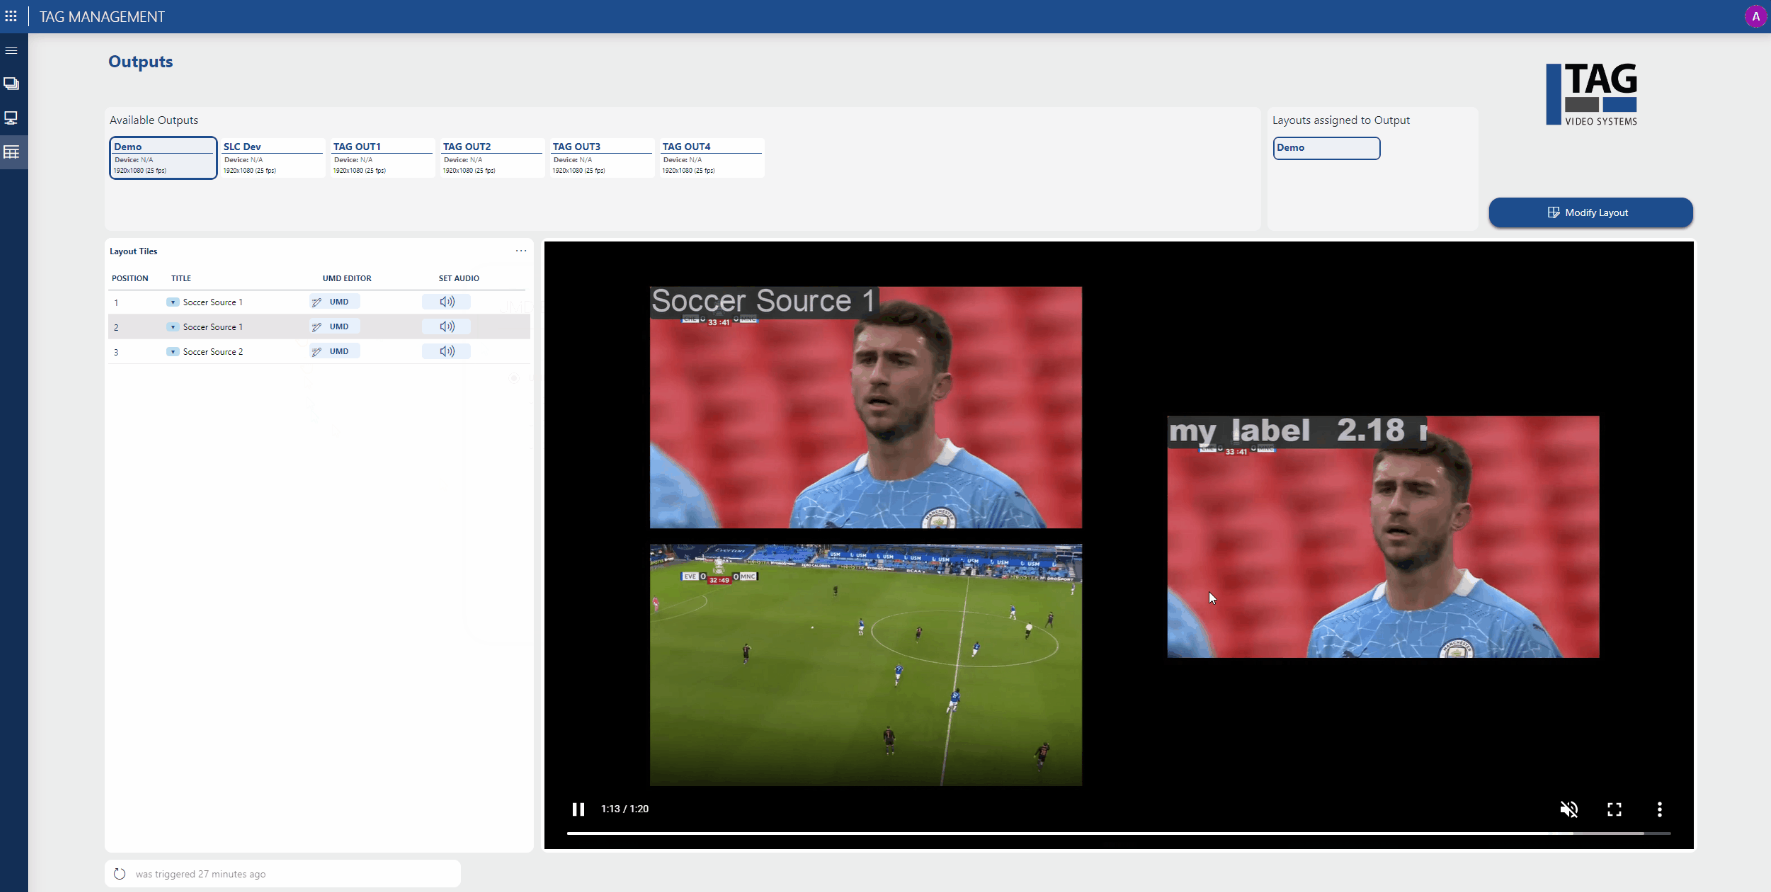 TAG MANAGEMENT
A
Outputs
TAG
VIDEO SYSTEMS
Available Outputs
Demo
Device: N/A
1920x1080 (25 fps)
SLC Dev
Device: N/A
1920x1080 (25 fps)
TAG OUT1
Device: N/A
1920x1080 (25 fps)
TAG OUT2
Device: N/A
1920x1080 (25 fps)
TAG OUT3
Device: N/A
1920x1080 (25 fps)
TAG OUT4
Device: N/A
1920x1080 (25 fps)
Layouts assigned to Output
Demo
Modify Layout
Layout Tiles
POSITION TITLE UMD EDITOR SET AUDIO
1 Soccer Source 1 UMD
2 Soccer Source 1 UMD
3 Soccer Source 2 UMD
Soccer Source 1
33:41
my label 2.18
33:41
EVE 0 32:49 0 MNC
1:13 / 1:20
was triggered 27 minutes ago